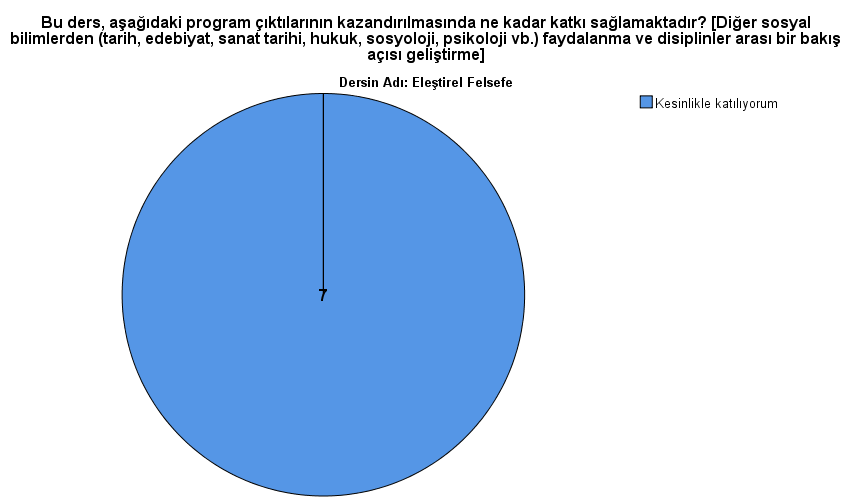 Bu ders, aşağıdaki program çıktılarının kazandırılmasında ne kadar katkı sağlamaktadır? [Diğer sosyal
bilimlerden (tarih, edebiyat, sanat tarihi, hukuk, sosyoloji, psikoloji vb.) faydalanma ve disiplinler arası bir bakış
açısı geliştirme]
Dersin Adı: Eleştirel Felsefe
Kesinlikle katılıyorum
7